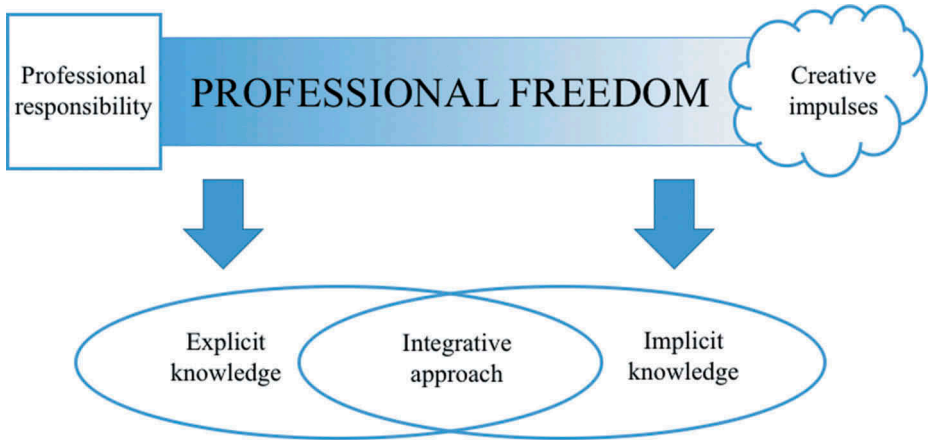 Professional
responsibility
PROFESSIONAL FREEDOM
Creative
impulses
Explicit
knowledge
Integrative
approach
Implicit
knowledge